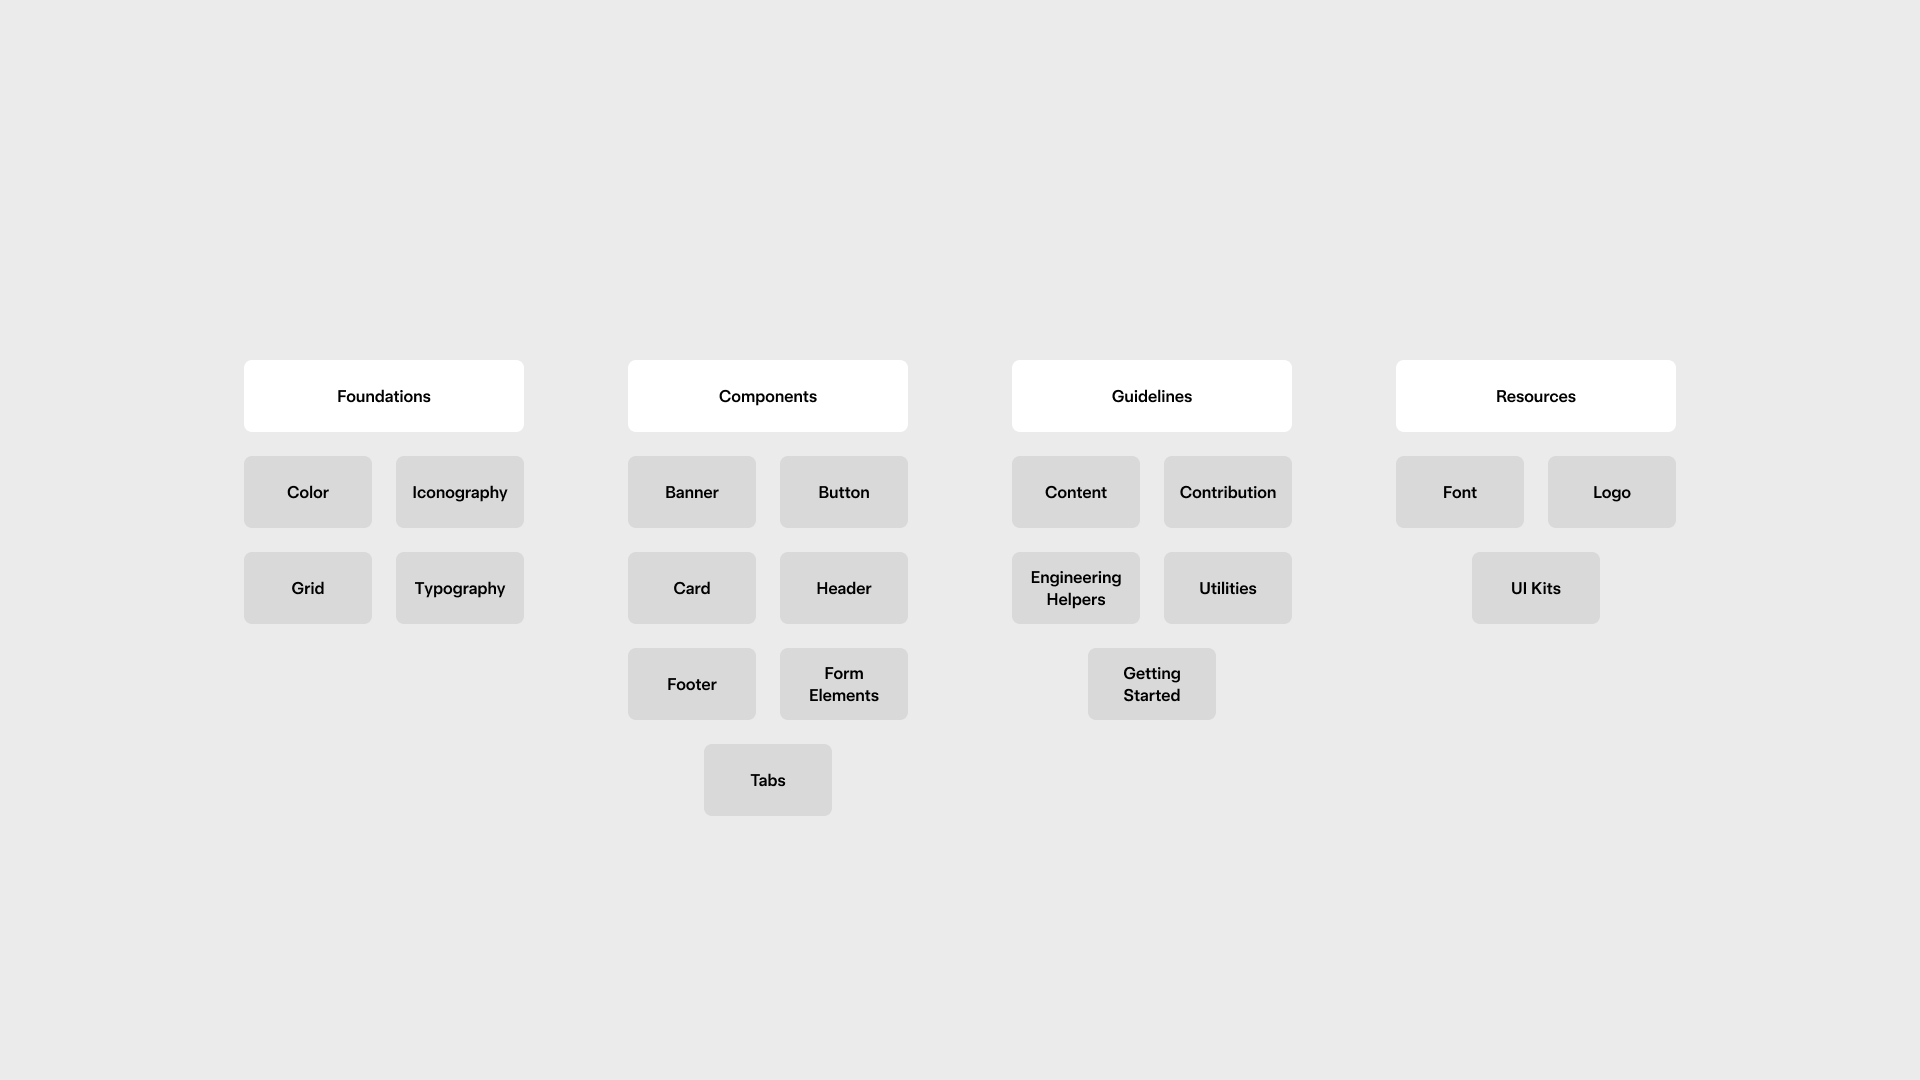 Foundations
Color
Iconography
Grid
Typography
Components
Banner
Button
Card
Header
Footer
Form
Elements
Tabs
Guidelines
Content
Contribution
Engineering
Helpers
Utilities
Getting
Started
Resources
Font
Logo
UI Kits